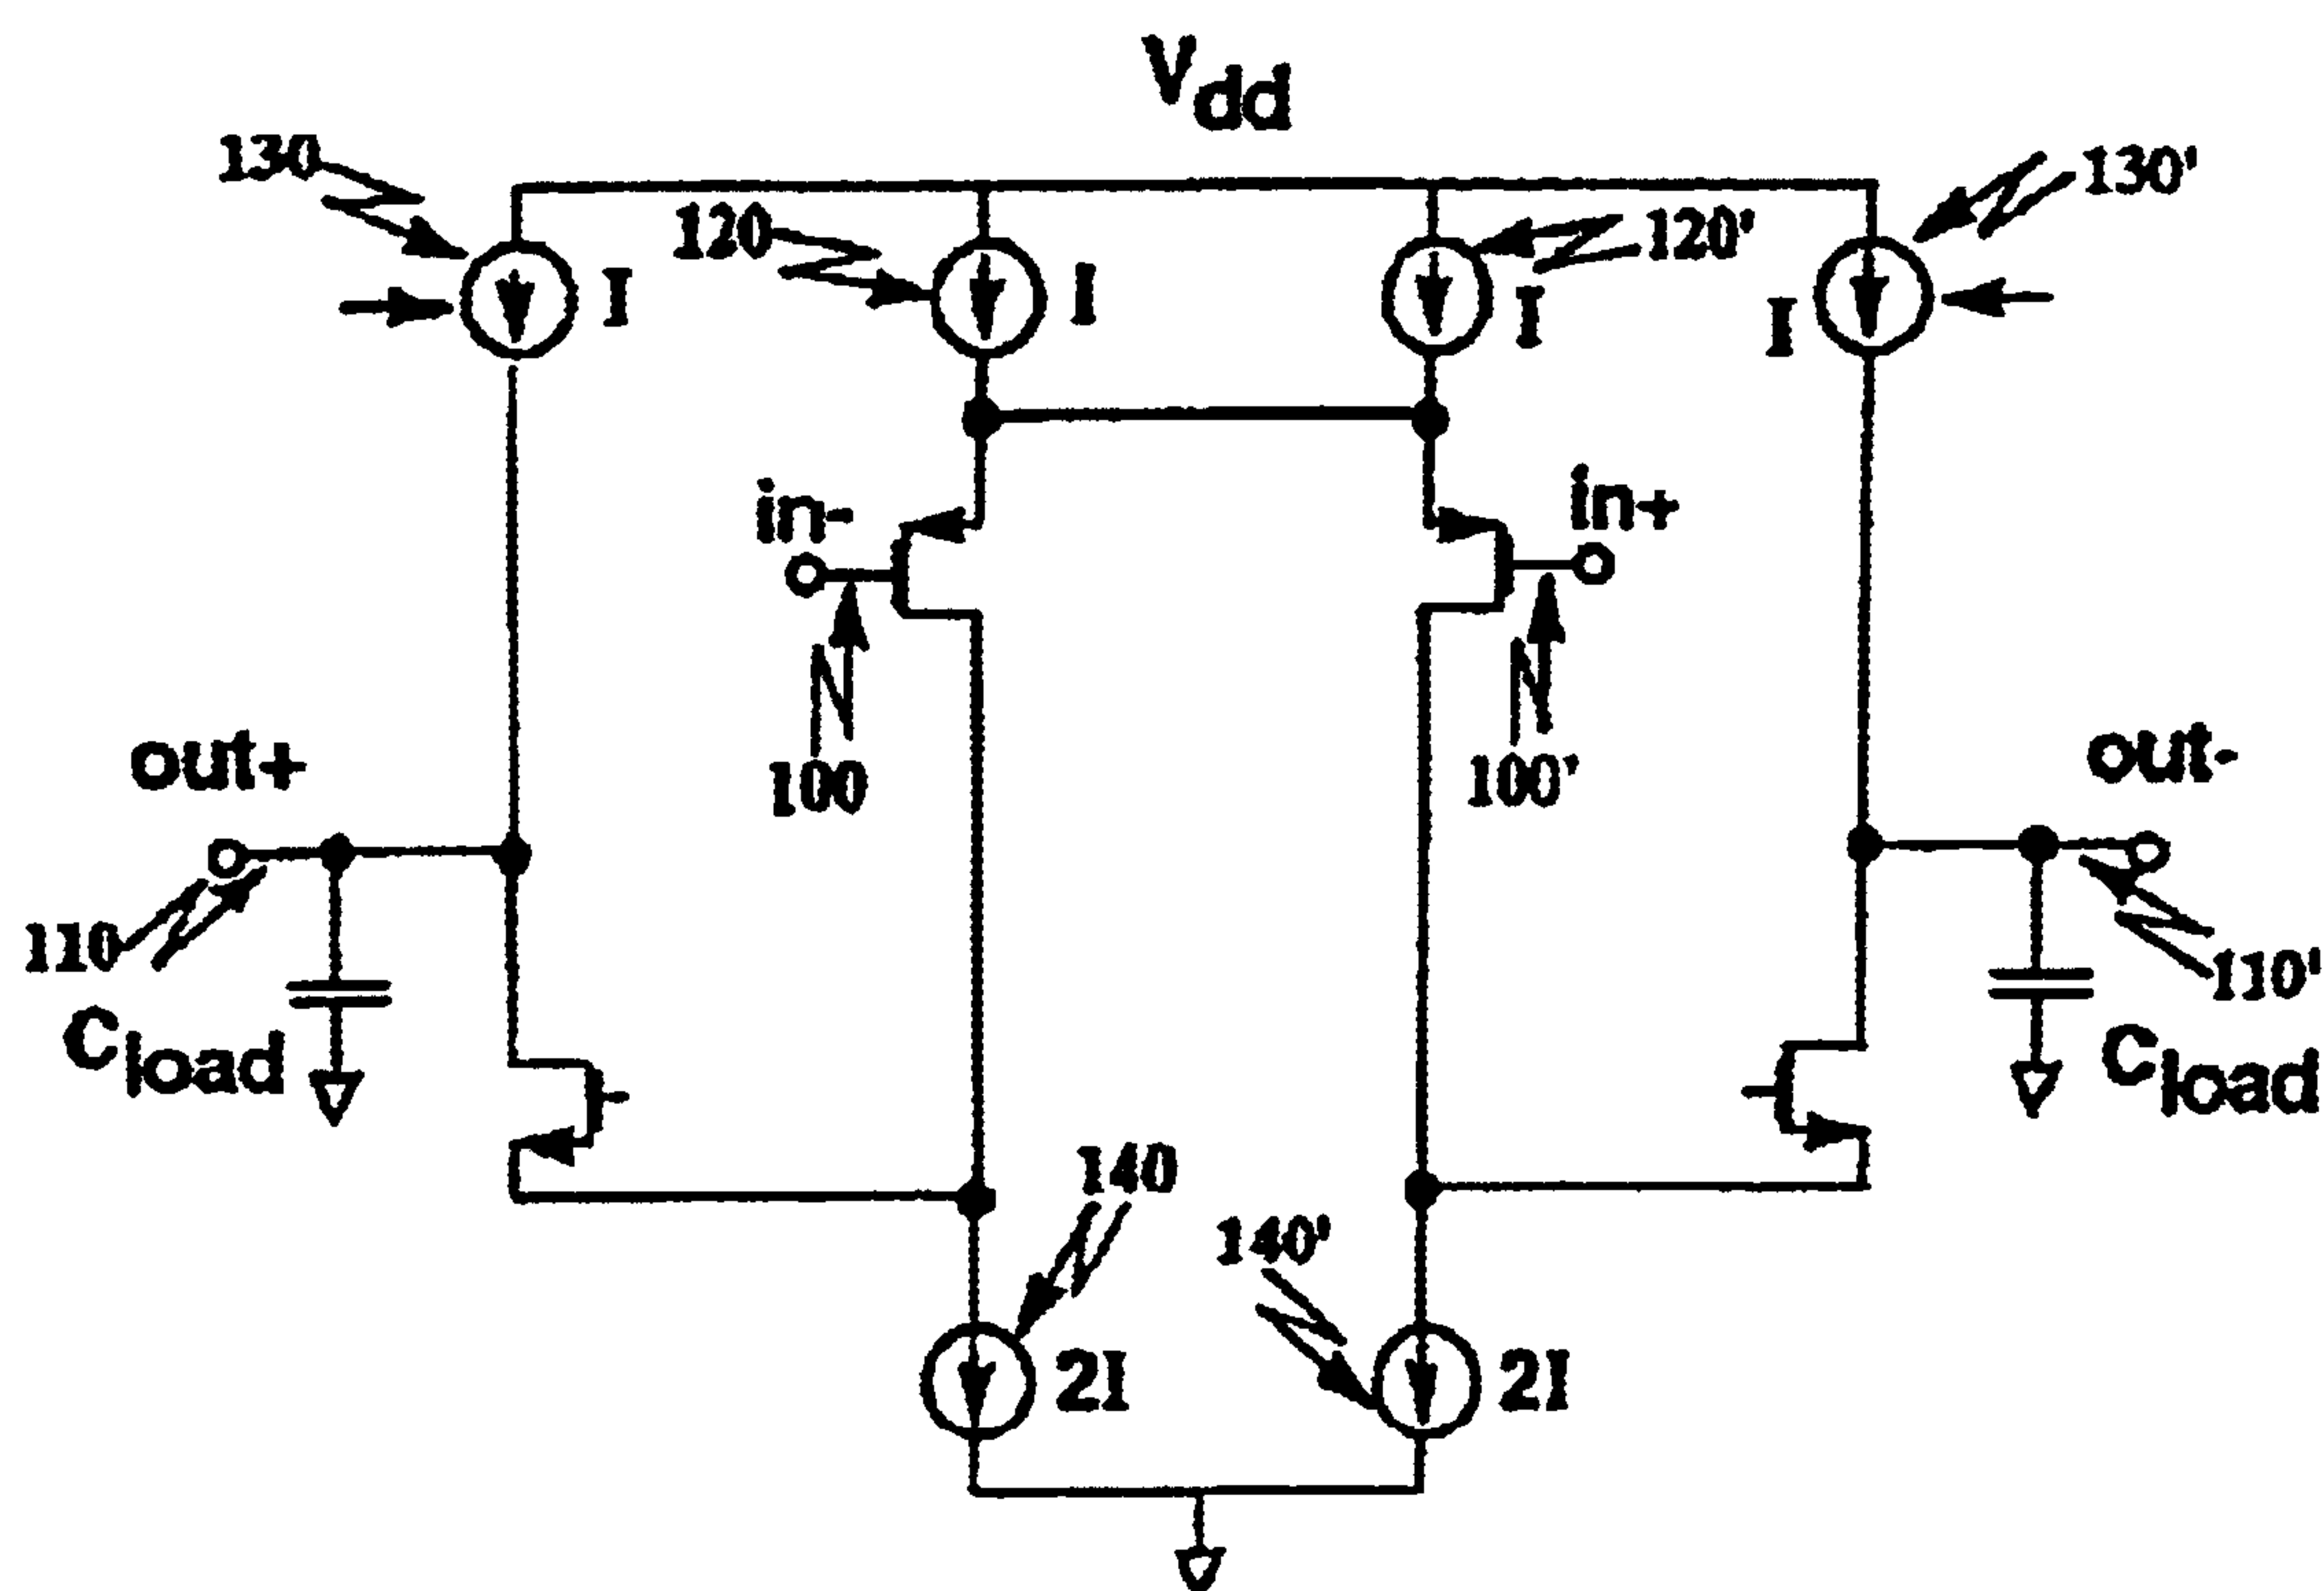 Vdd
130
130'
120
120'
I
I
I
I
in-
in+
100
100'
out+
out-
110
110'
Cload
Cload
140
140'
2I
2I